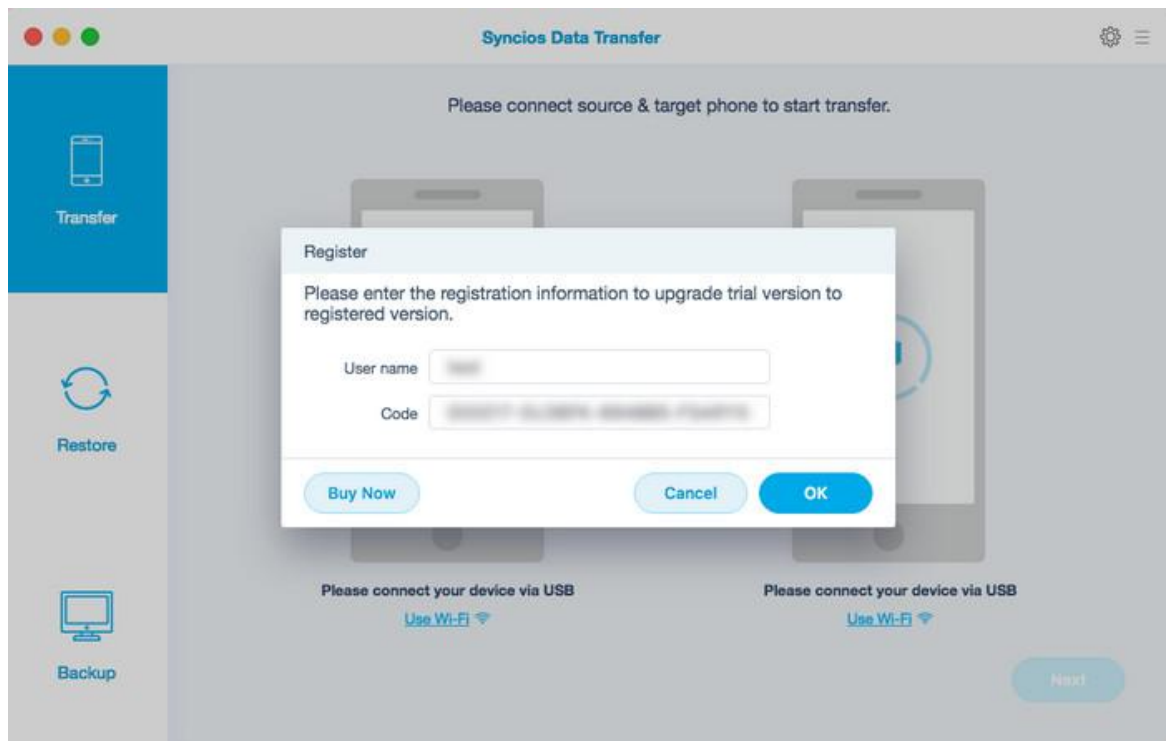 Syncios Data Transfer
Please connect source & target phone to start transfer.
Transfer
Register
Please enter the registration information to upgrade trial version to
registered version.
User name
Code
Restore
Buy Now
Cancel
OK
Please connect your device via USB
Please connect your device via USB
Use Wi-Fi
Use Wi-Fi
Backup
Next